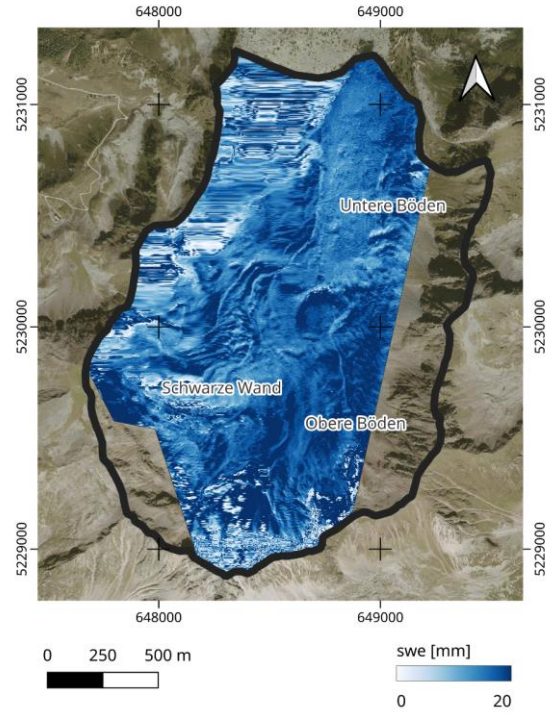 648000 649000
5231000 5231000
Untere Böden
5230000 5230000
Schwarze Wand
Obere Böden
5229000 5229000
648000 649000
0 250 500 m
swe [mm]
0 20